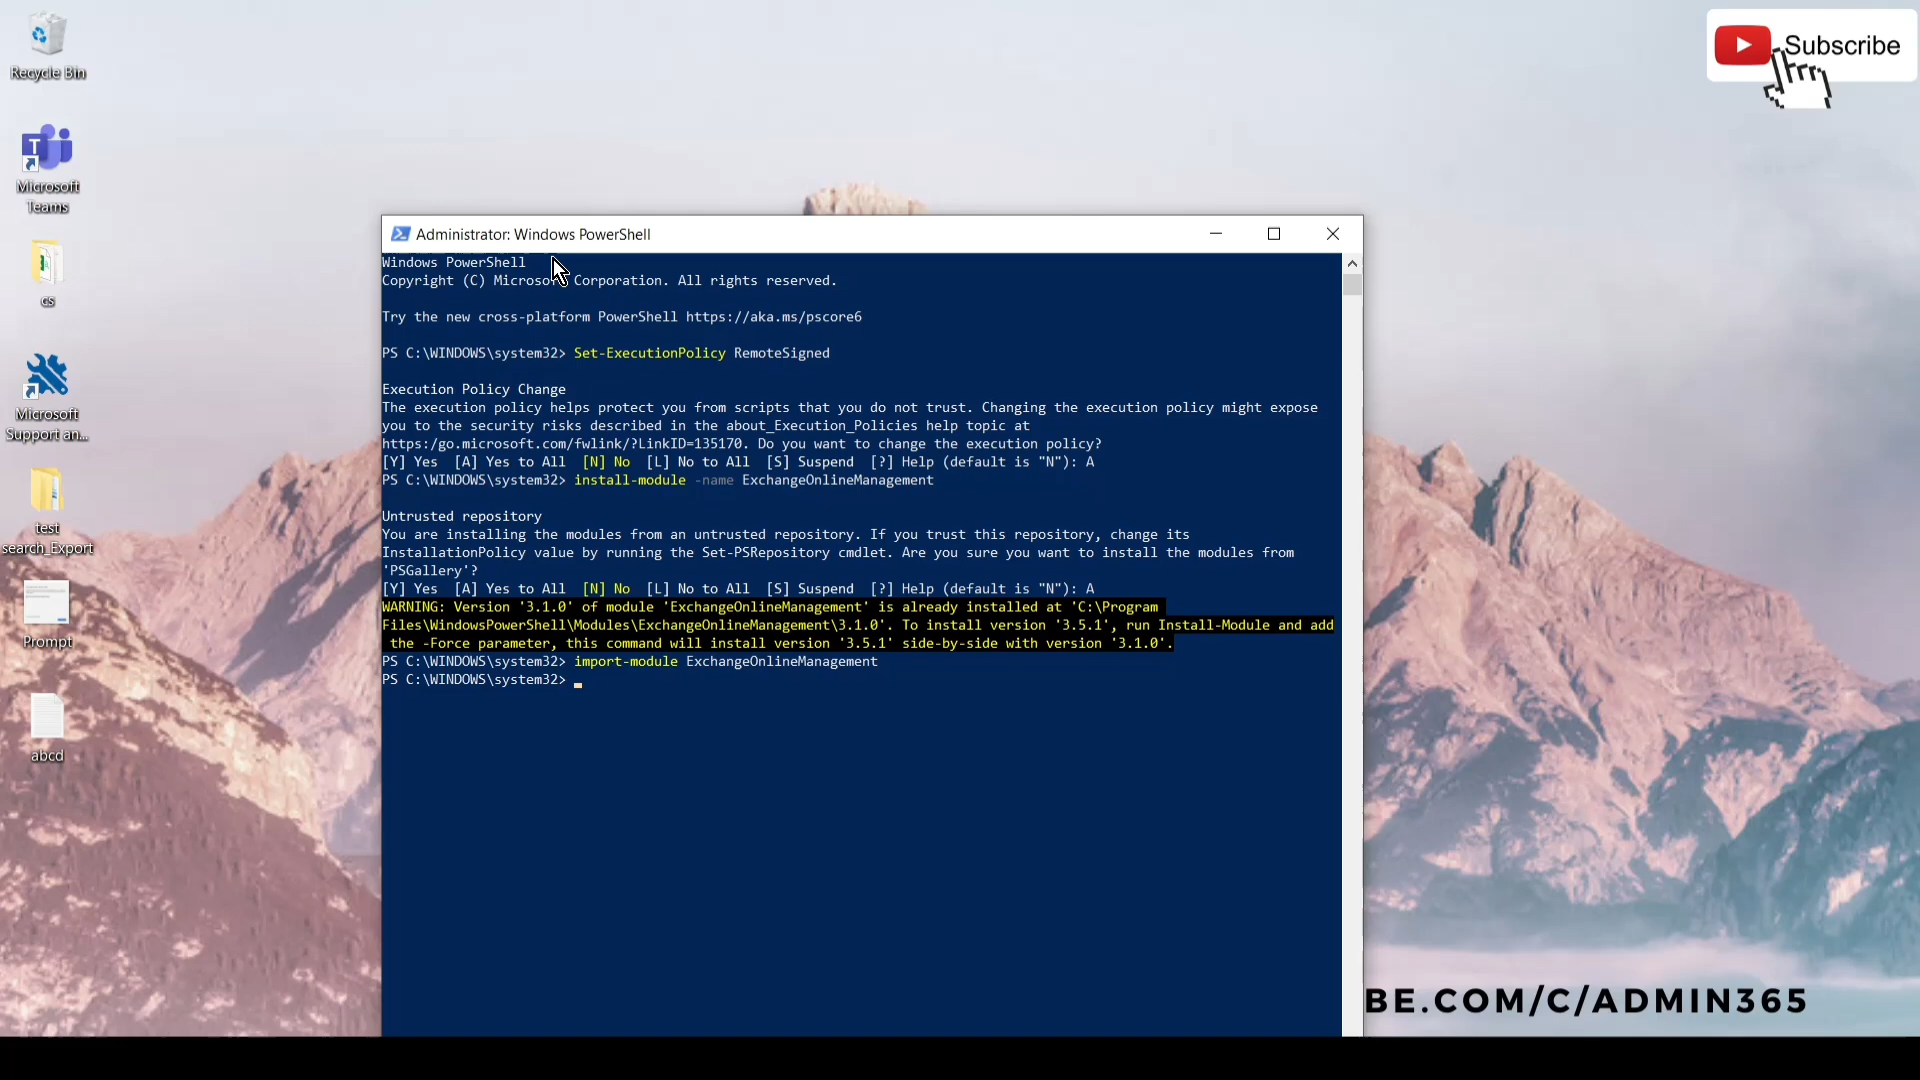 Recycle Bin
Microsoft
Teams
cs
Microsoft
Support an...
test
search_Export
Prompt
abcd
Subscribe
Administrator: Windows PowerShell
Windows PowerShell
Copyright (C) Microsoft Corporation. All rights reserved.
Try the new cross-platform PowerShell https://aka.ms/pscore6
PS C:\WINDOWS\system32> Set-ExecutionPolicy RemoteSigned
Execution Policy Change
The execution policy helps protect you from scripts that you do not trust. Changing the execution policy might expose
you to the security risks described in the about_Execution_Policies help topic at
https:/go.microsoft.com/fwlink/?LinkID=135170. Do you want to change the execution policy?
[Y] Yes  [A] Yes to All  [N] No  [L] No to All  [S] Suspend  [?] Help (default is "N"): A
PS C:\WINDOWS\system32> install-module -name ExchangeOnlineManagement
Untrusted repository
You are installing the modules from an untrusted repository. If you trust this repository, change its
InstallationPolicy value by running the Set-PSRepository cmdlet. Are you sure you want to install the modules from
'PSGallery'?
[Y] Yes  [A] Yes to All  [N] No  [L] No to All  [S] Suspend  [?] Help (default is "N"): A
WARNING: Version '3.1.0' of module 'ExchangeOnlineManagement' is already installed at 'C:\Program
Files\WindowsPowerShell\Modules\ExchangeOnlineManagement\3.1.0'. To install version '3.5.1', run Install-Module and add
the -Force parameter, this command will install version '3.5.1' side-by-side with version '3.1.0'.
PS C:\WINDOWS\system32> import-module ExchangeOnlineManagement
PS C:\WINDOWS\system32>
BE.COM/C/ADMIN365